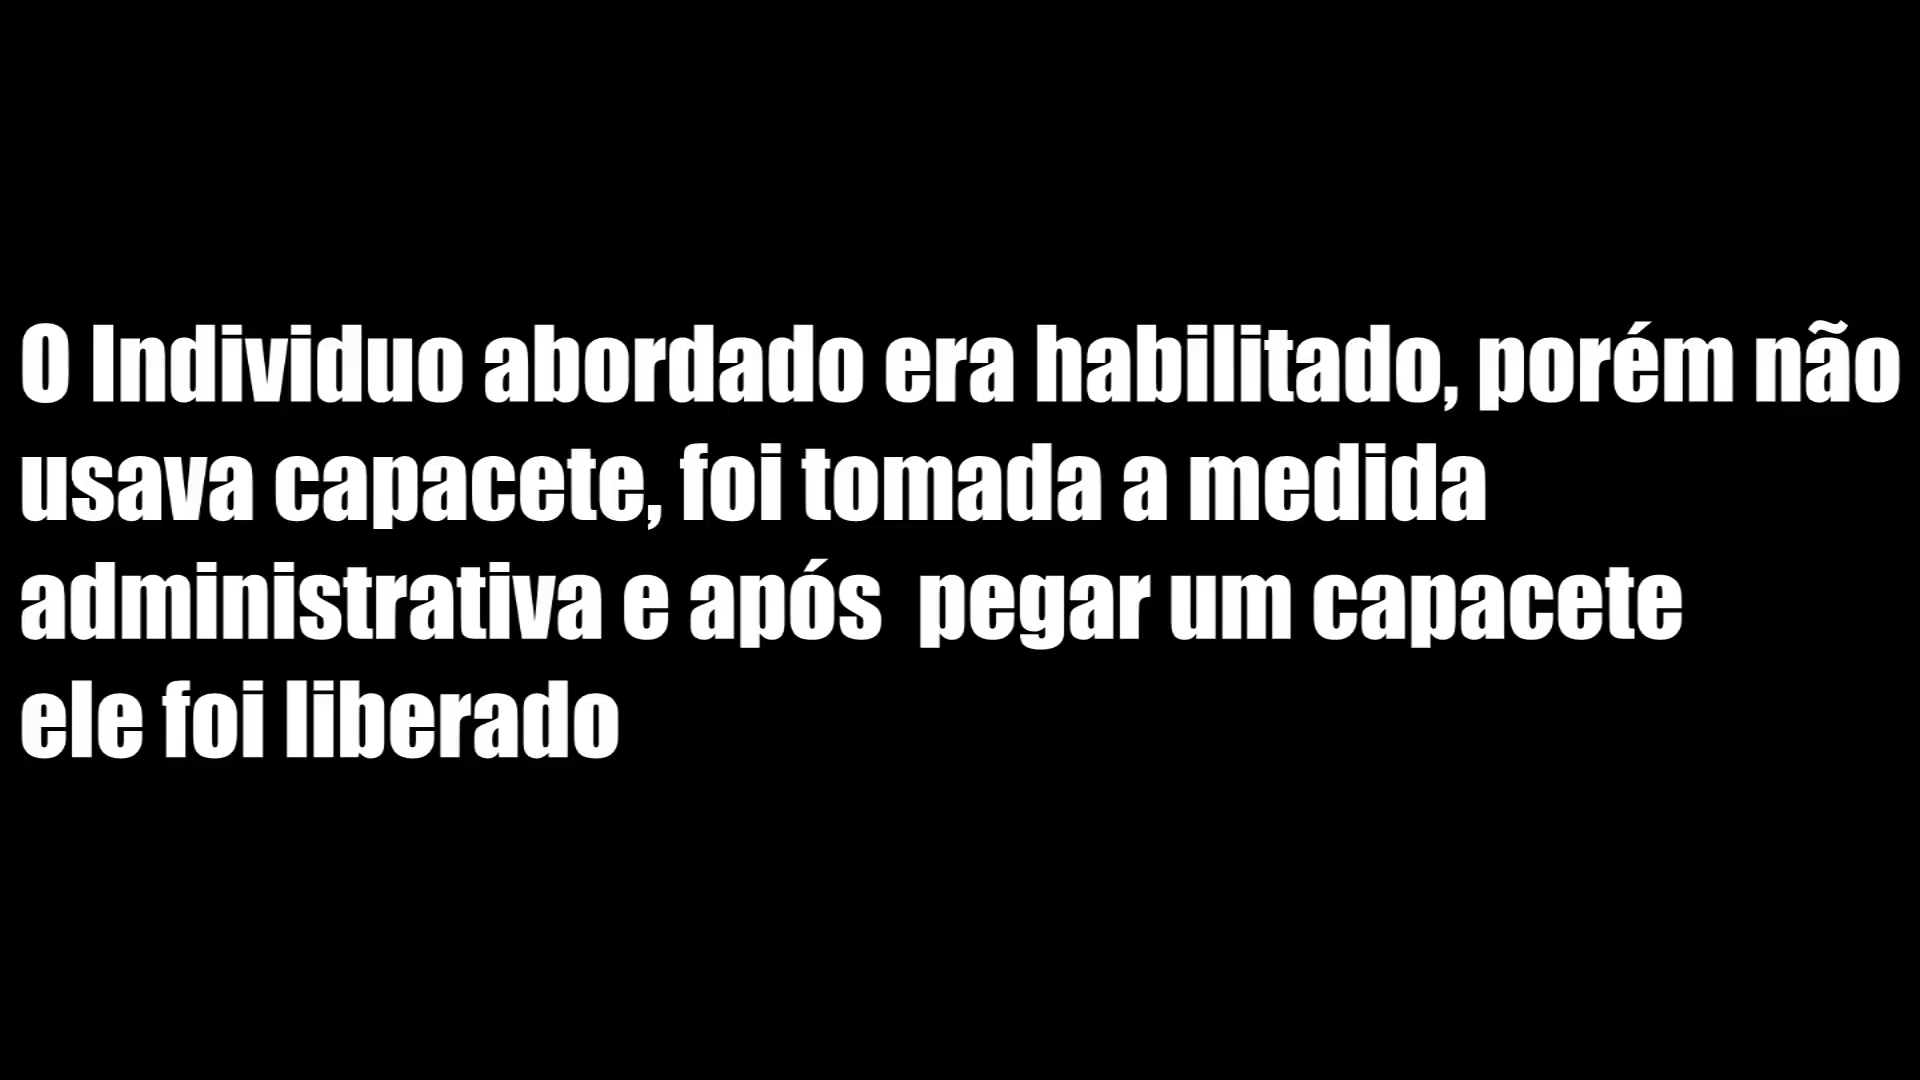 O Individuo abordado era habilitado, porém não
usava capacete, foi tomada a medida
administrativa e após  pegar um capacete
ele foi liberado